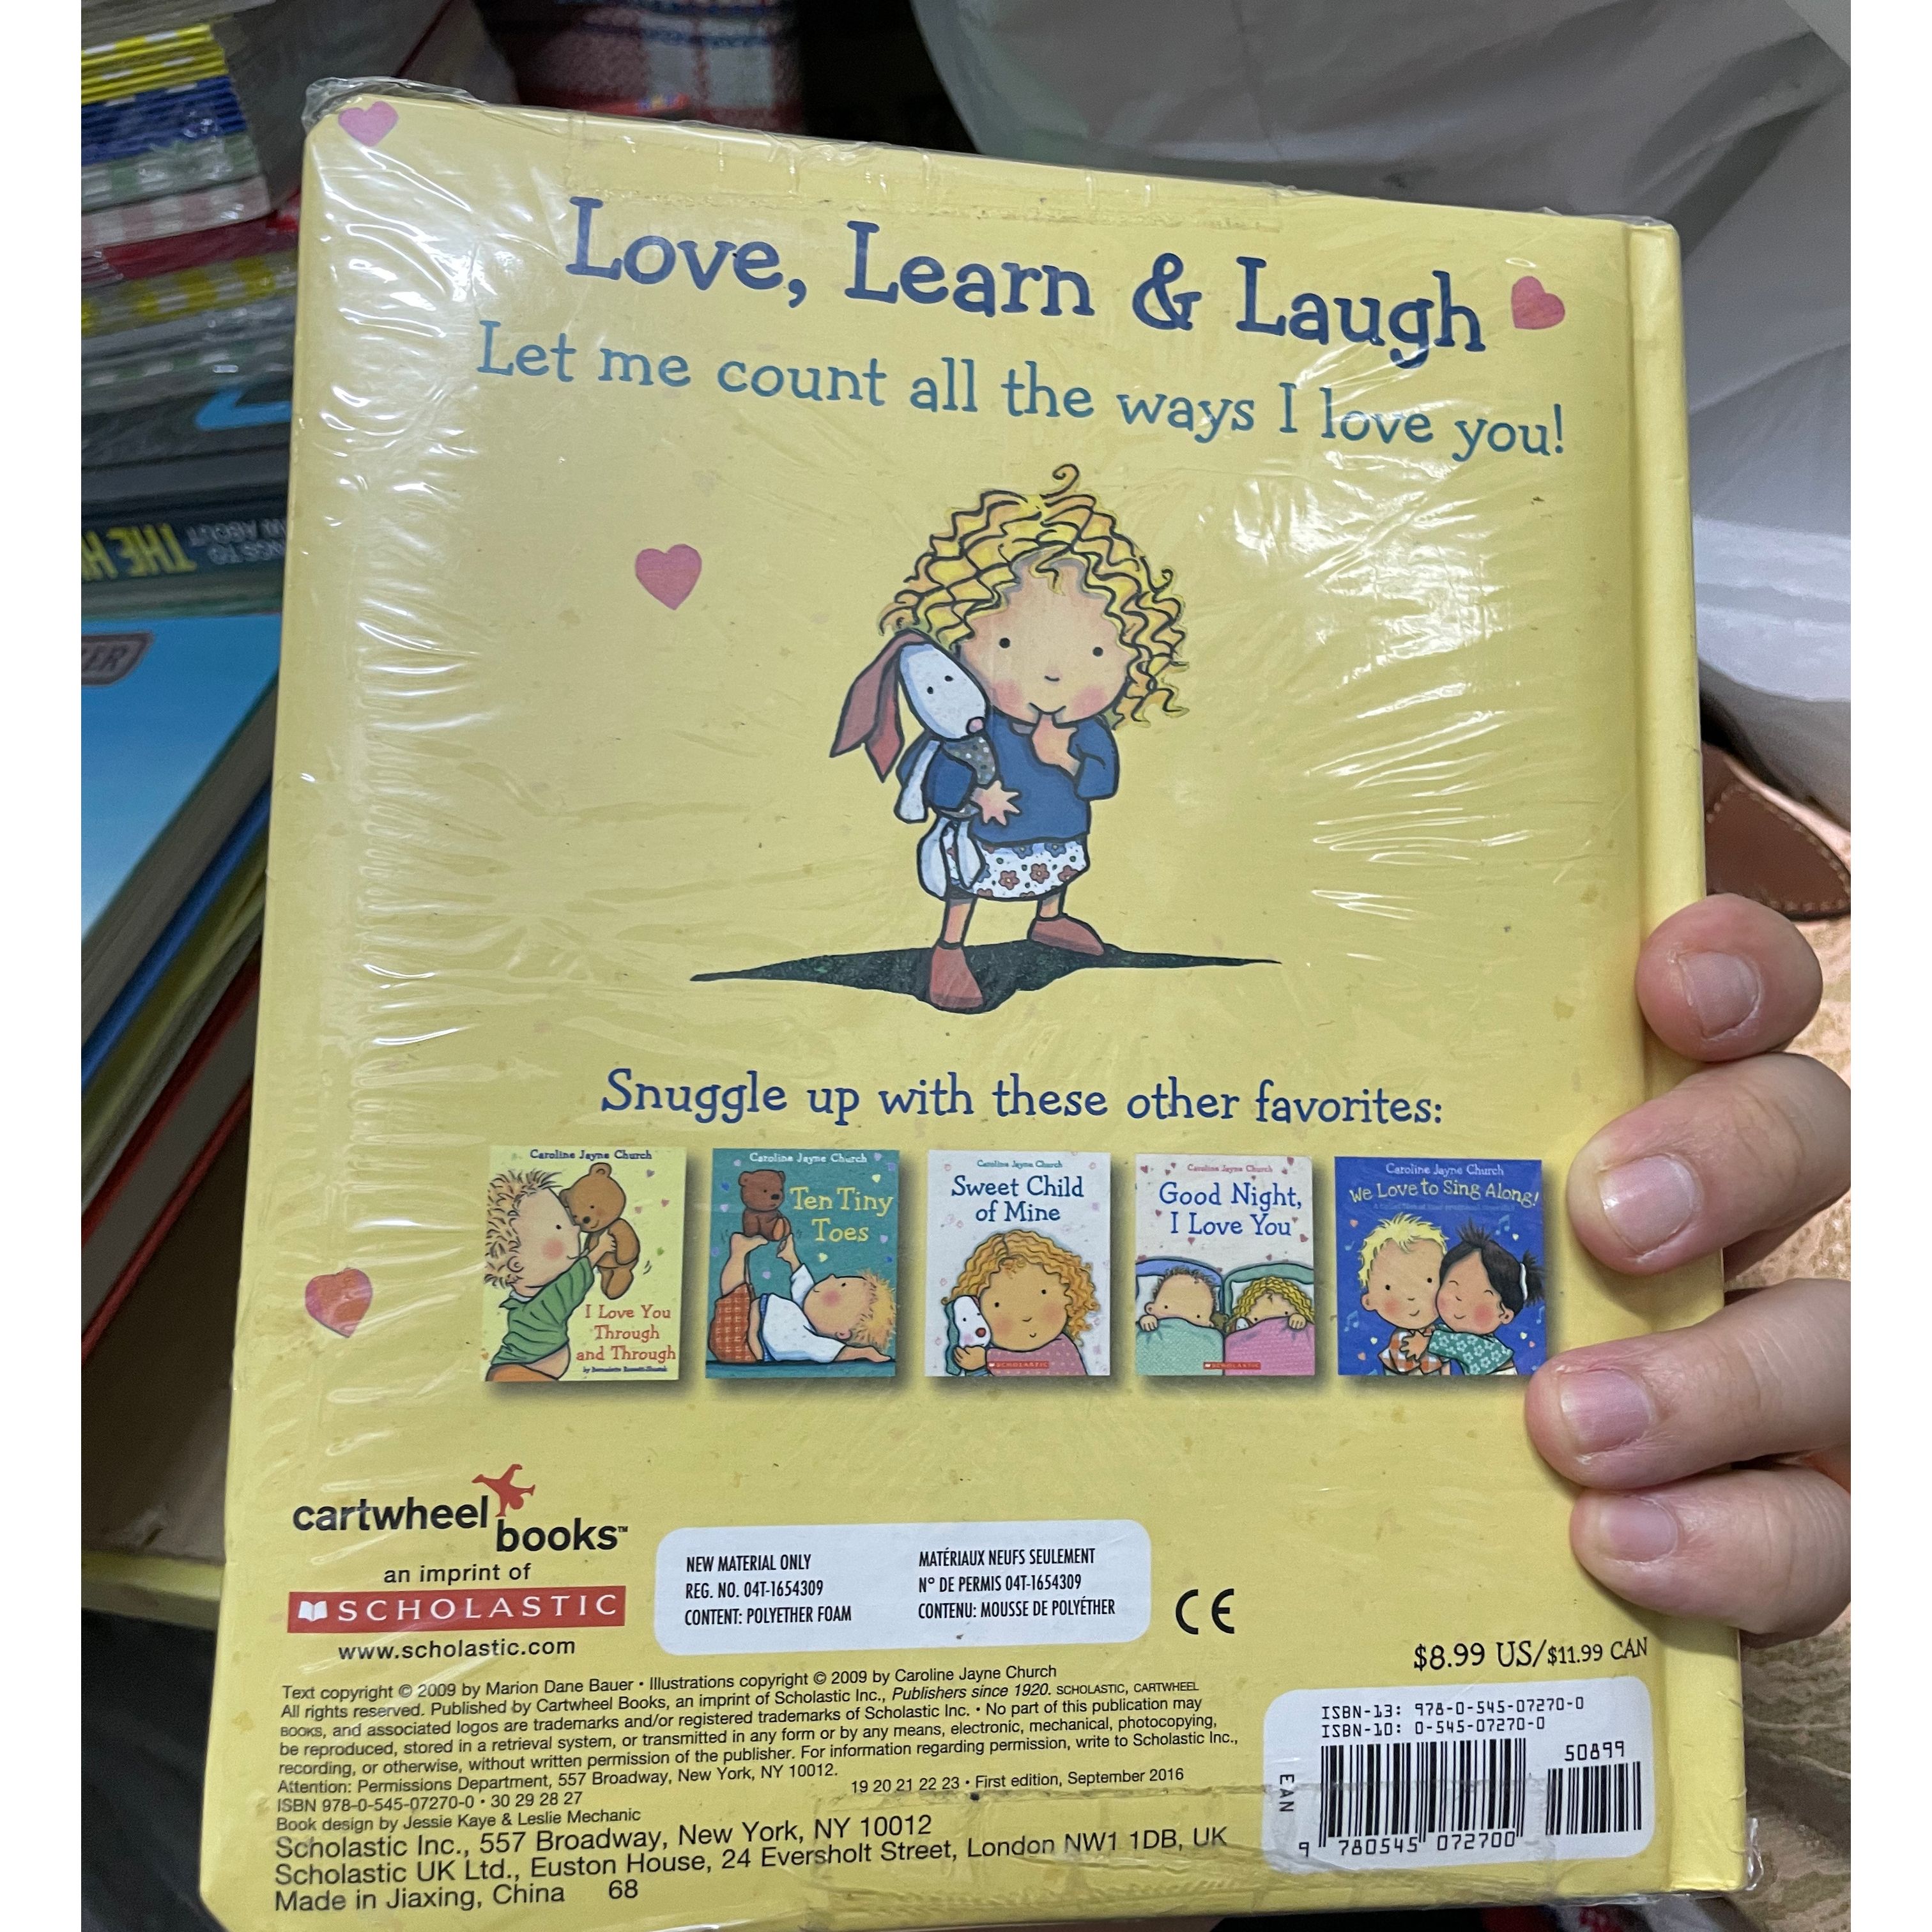 Love, Learn & Laugh
Let me count all the ways I love you!
THE H
ER
Snuggle up with these other favorites:
Caroline Jayne Church
I Love You
Through
and Through
by Bernadette Rossetti-Shustak
Caroline Jayne Church
Ten Tiny
Toes
Caroline Jayne Church
Sweet Child
of Mine
SCHOLASTIC
Caroline Jayne Church
Good Night,
I Love You
SCHOLASTIC
Caroline Jayne Church
We Love to Sing Along!
cartwheel
books™
an imprint of
SCHOLASTIC
www.scholastic.com
NEW MATERIAL ONLY
REG. NO. 04T-1654309
CONTENT: POLYETHER FOAM
MATÉRIAUX NEUFS SEULEMENT
N° DE PERMIS 04T-1654309
CONTENU: MOUSSE DE POLYÉTHER
CE
$8.99 US/$11.99 CAN
Text copyright © 2009 by Marion Dane Bauer • Illustrations copyright © 2009 by Caroline Jayne Church
All rights reserved. Published by Cartwheel Books, an imprint of Scholastic Inc., Publishers since 1920. SCHOLASTIC, CARTWHEEL
BOOKS, and associated logos are trademarks and/or registered trademarks of Scholastic Inc. • No part of this publication may
be reproduced, stored in a retrieval system, or transmitted in any form or by any means, electronic, mechanical, photocopying,
recording, or otherwise, without written permission of the publisher. For information regarding permission, write to Scholastic Inc.,
Attention: Permissions Department, 557 Broadway, New York, NY 10012.
ISBN 978-0-545-07270-0 • 30 29 28 27 19 20 21 22 23 • First edition, September 2016
Book design by Jessie Kaye & Leslie Mechanic
Scholastic Inc., 557 Broadway, New York, NY 10012
Scholastic UK Ltd., Euston House, 24 Eversholt Street, London NW1 1DB, UK
Made in Jiaxing, China 68
ISBN-13: 978-0-545-07270-0
ISBN-10: 0-545-07270-0
50899
EAN
9 780545 072700